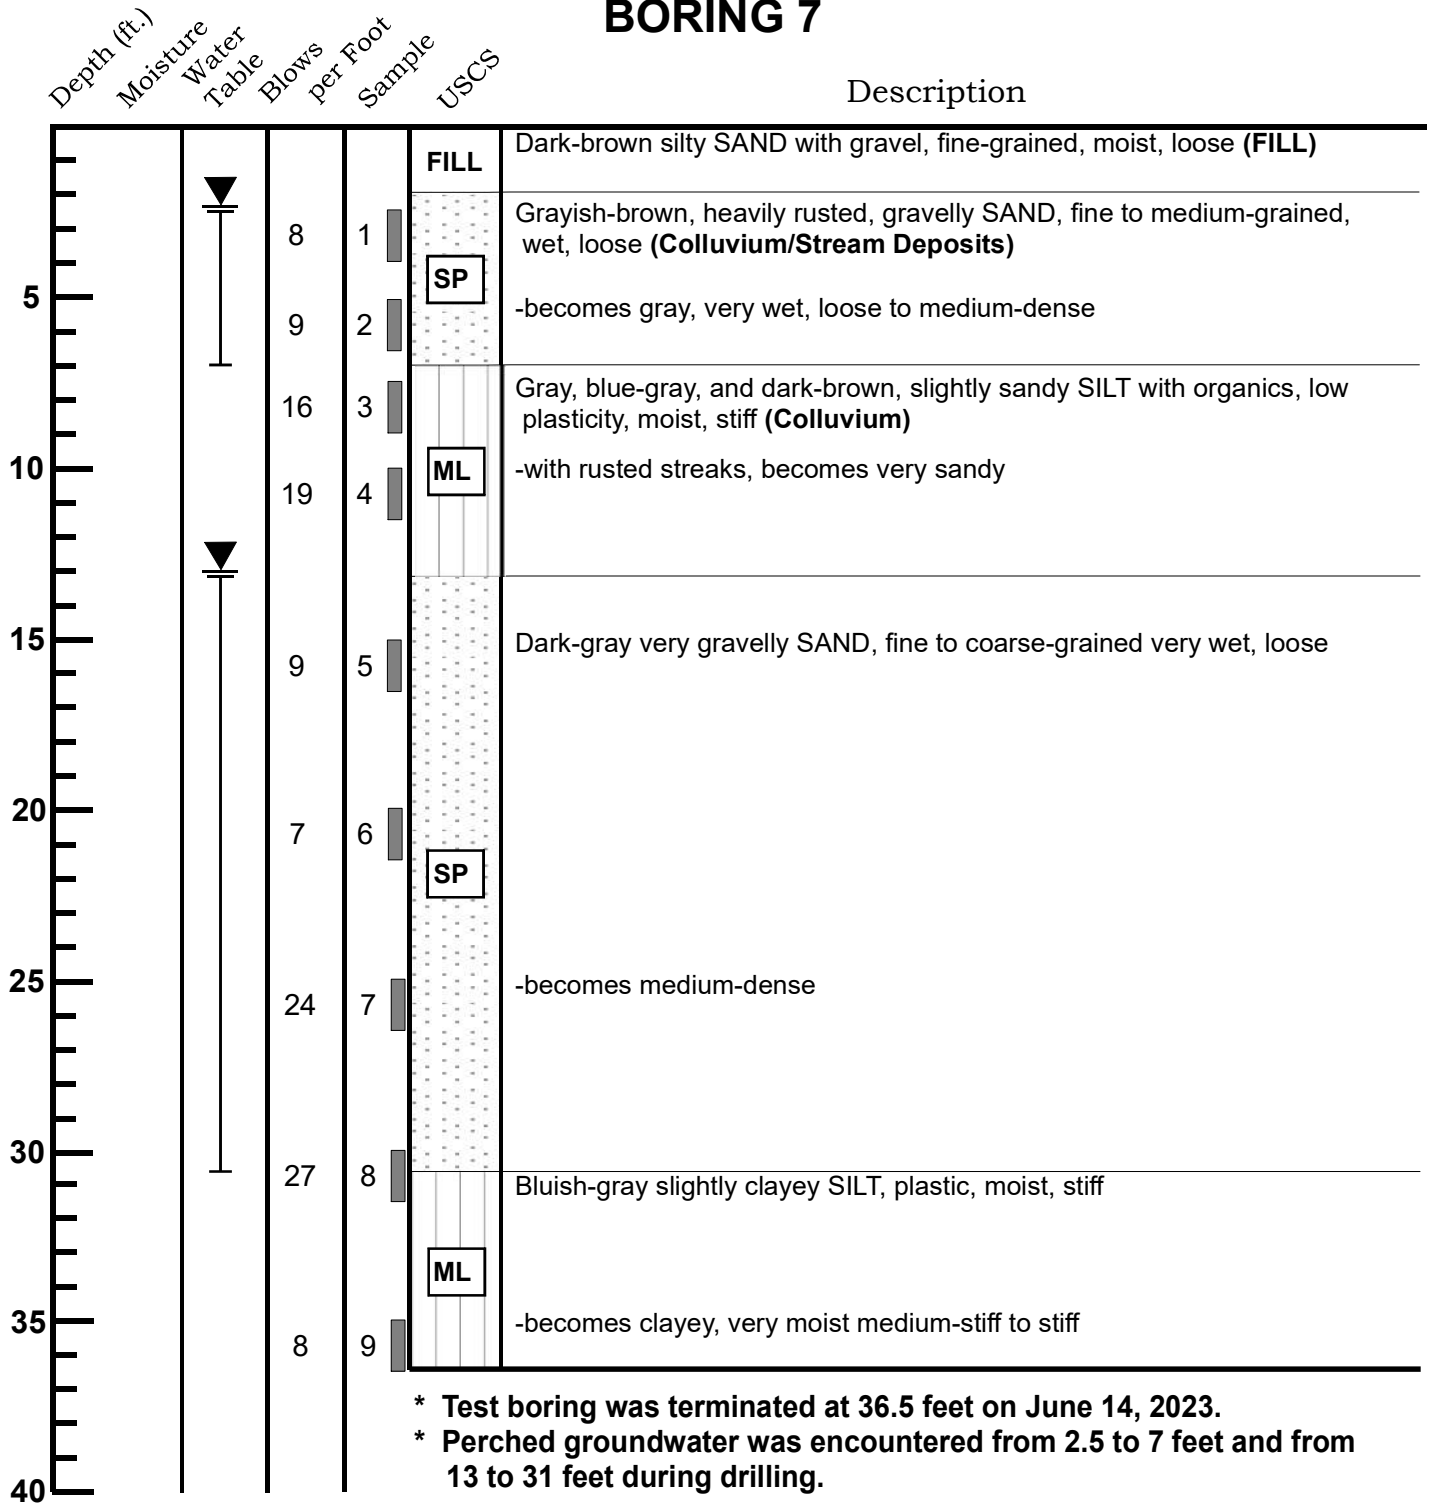 BORING 7
Depth (ft.)
Moisture
Water
Table
Blows
per Foot
Sample
USCS
Description
FILL
Dark-brown silty SAND with gravel, fine-grained, moist, loose (FILL)
8
1
Grayish-brown, heavily rusted, gravelly SAND, fine to medium-grained,
wet, loose (Colluvium/Stream Deposits)
SP
5
9
2
-becomes gray, very wet, loose to medium-dense
16
3
Gray, blue-gray, and dark-brown, slightly sandy SILT with organics, low
plasticity, moist, stiff (Colluvium)
10
ML
-with rusted streaks, becomes very sandy
19
4
15
Dark-gray very gravelly SAND, fine to coarse-grained very wet, loose
9
5
20
7
6
SP
25
-becomes medium-dense
24
7
30
27
8
Bluish-gray slightly clayey SILT, plastic, moist, stiff
ML
35
-becomes clayey, very moist medium-stiff to stiff
8
9
* Test boring was terminated at 36.5 feet on June 14, 2023.
* Perched groundwater was encountered from 2.5 to 7 feet and from
13 to 31 feet during drilling.
40